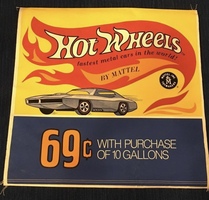 Hot Wheels
fastest metal cars in the world!
BY MATTEL
69¢ WITH PURCHASE
OF 10 GALLONS